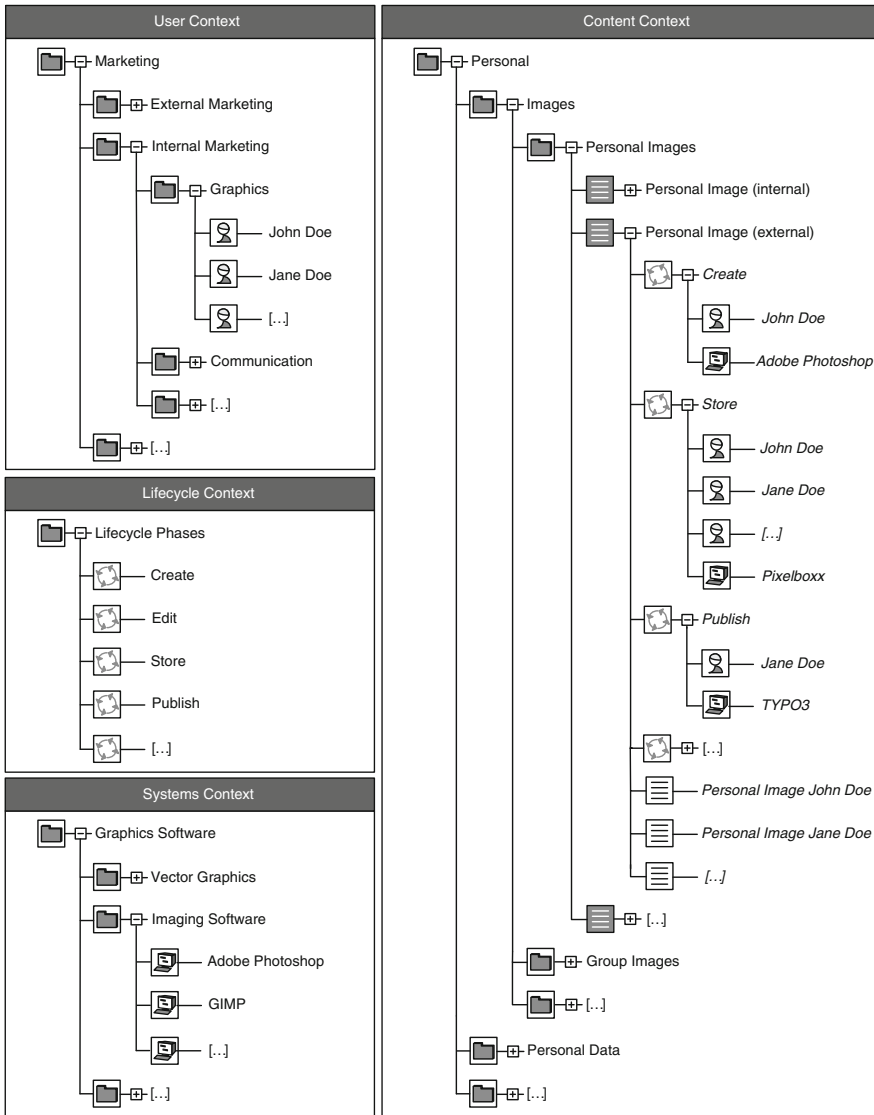 User Context
Marketing
External Marketing
Internal Marketing
Graphics
John Doe
Jane Doe
[...]
Communication
[...]
[...]
Lifecycle Context
Lifecycle Phases
Create
Edit
Store
Publish
[...]
Systems Context
Graphics Software
Vector Graphics
Imaging Software
Adobe Photoshop
GIMP
[...]
[...]
Content Context
Personal
Images
Personal Images
Personal Image (internal)
Personal Image (external)
Create
John Doe
Adobe Photoshop
Store
John Doe
Jane Doe
[...]
Pixelboxx
Publish
Jane Doe
TYPO3
[...]
Personal Image John Doe
Personal Image Jane Doe
[...]
[...]
Group Images
[...]
Personal Data
[...]